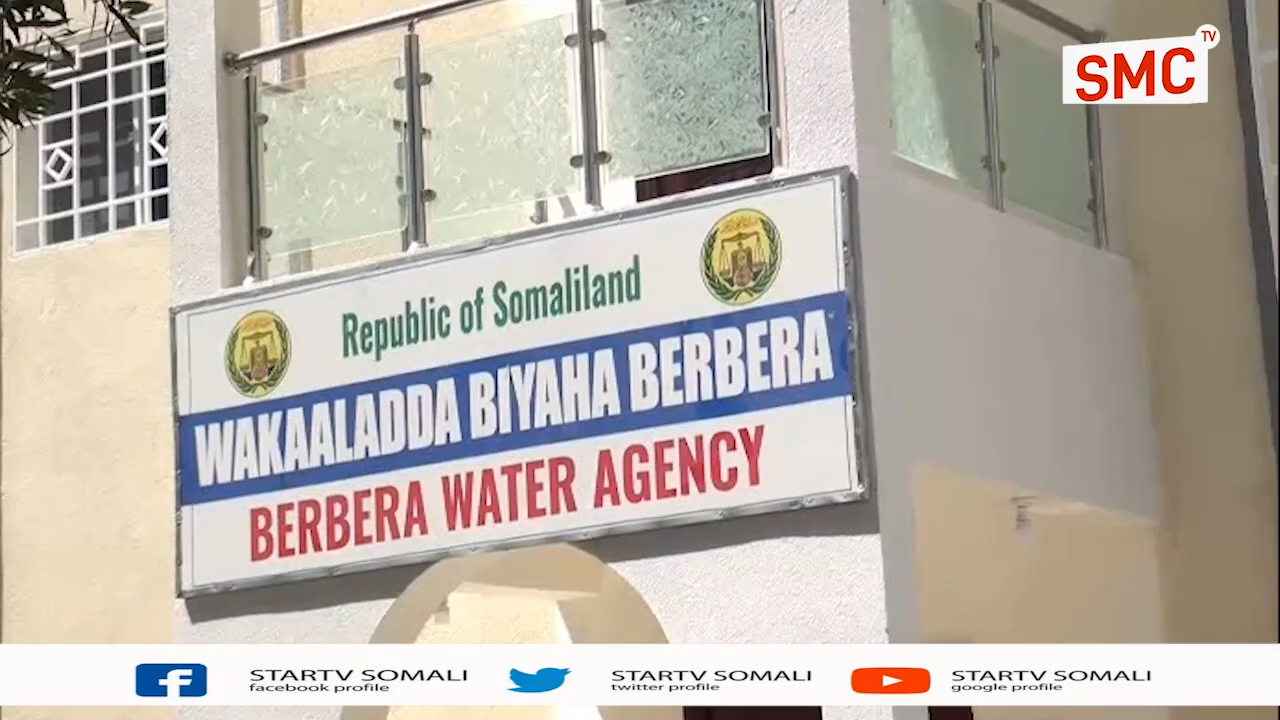 SMC TV
Republic of Somaliland
WAKAALADDA BIYAHA BERBERA
BERBERA WATER AGENCY
STARTV SOMALI
facebook profile
STARTV SOMALI
twitter profile
STARTV SOMALI
google profile